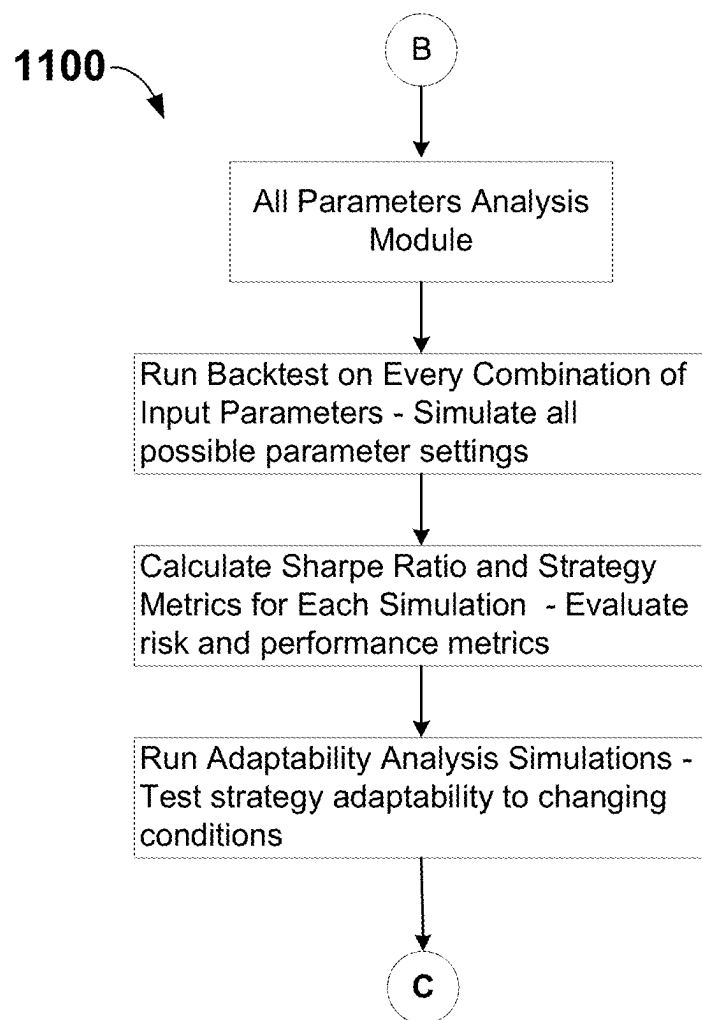 1100
B
All Parameters Analysis
Module
Run Backtest on Every Combination of
Input Parameters - Simulate all
possible parameter settings
Calculate Sharpe Ratio and Strategy
Metrics for Each Simulation - Evaluate
risk and performance metrics
Run Adaptability Analysis Simulations -
Test strategy adaptability to changing
conditions
C